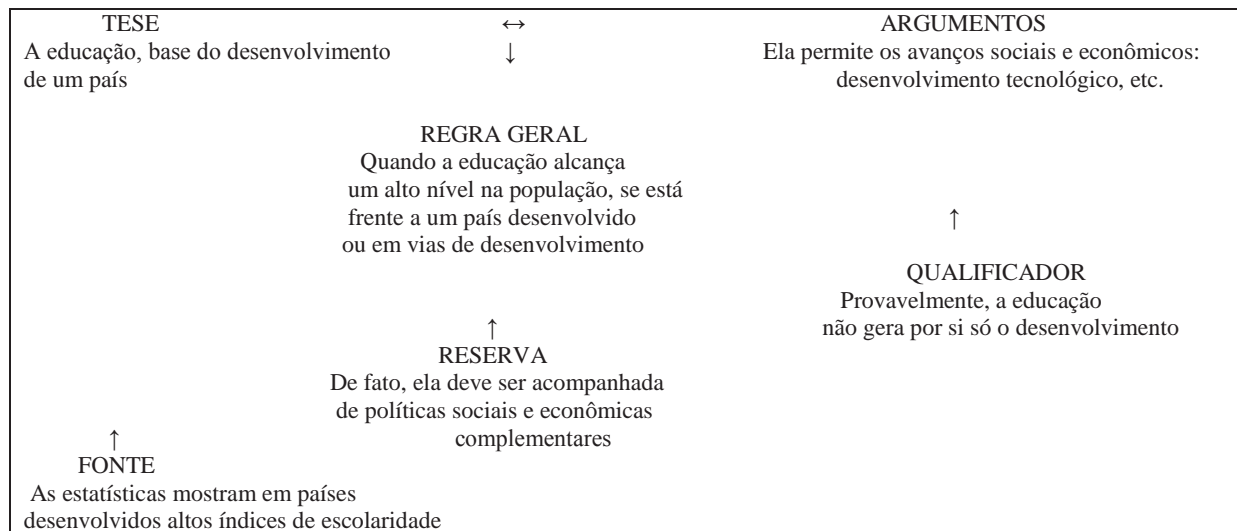 TESE ↔ ARGUMENTOS
A educação, base do desenvolvimento ↓ Ela permite os avanços sociais e econômicos:
de um país desenvolvimento tecnológico, etc.
REGRA GERAL
Quando a educação alcança
um alto nível na população, se está
frente a um país desenvolvido ↑
ou em vias de desenvolvimento
QUALIFICADOR
Provavelmente, a educação
↑ não gera por si só o desenvolvimento
RESERVA
De fato, ela deve ser acompanhada
de políticas sociais e econômicas
↑ complementares
FONTE
As estatísticas mostram em países
desenvolvidos altos índices de escolaridade